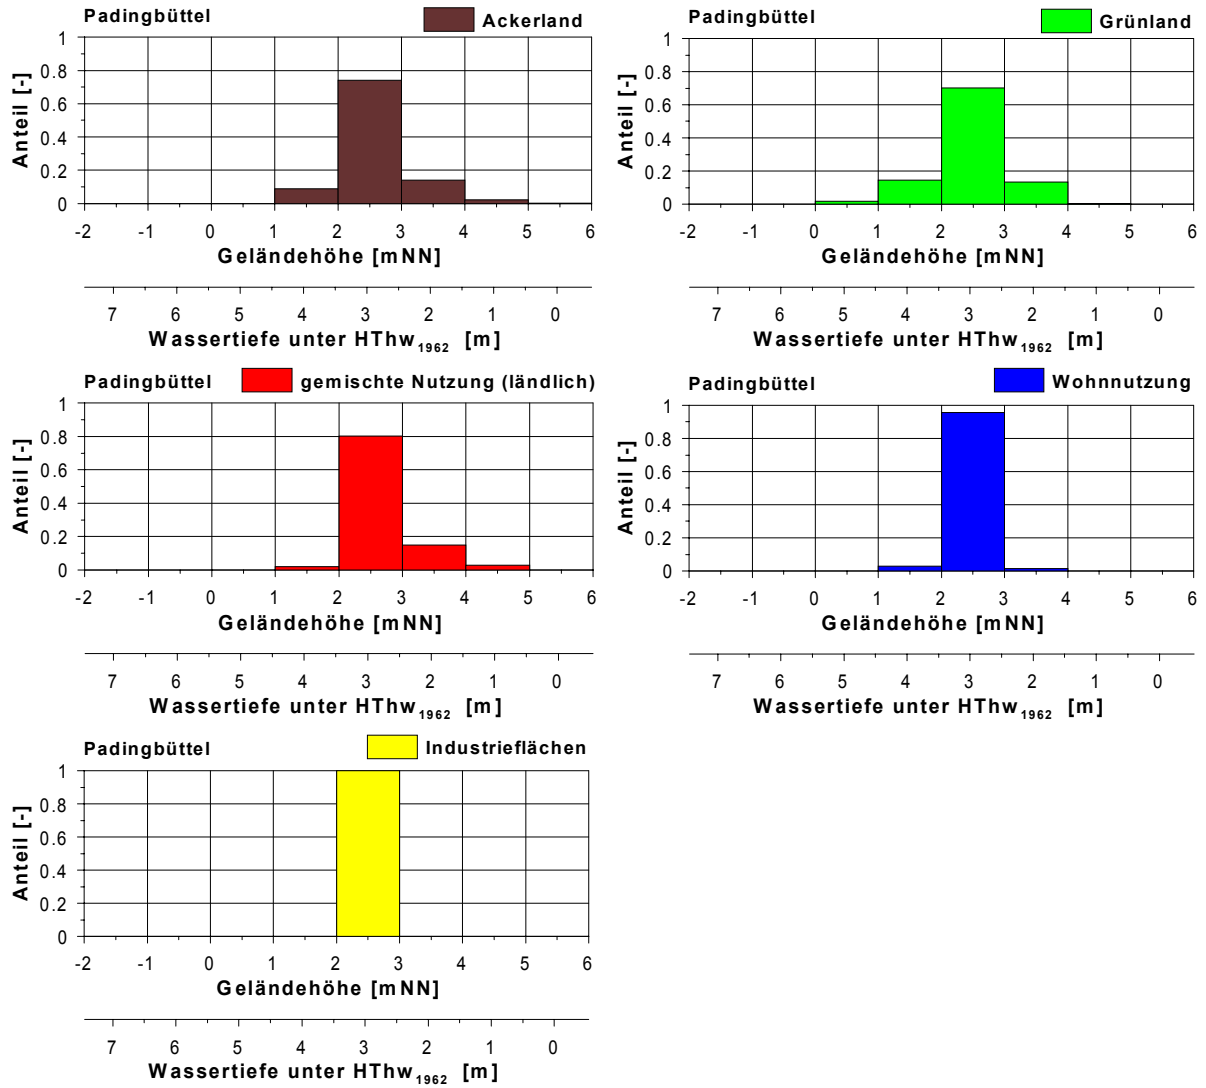 Padingbüttel Ackerland
Anteil [-]
1
0.8
0.6
0.4
0.2
0
-2 -1 0 1 2 3 4 5 6
Geländehöhe [mNN]
7 6 5 4 3 2 1 0
Wassertiefe unter HThw1962 [m]
Padingbüttel Grünland
Anteil [-]
1
0.8
0.6
0.4
0.2
0
-2 -1 0 1 2 3 4 5 6
Geländehöhe [mNN]
7 6 5 4 3 2 1 0
Wassertiefe unter HThw1962 [m]
Padingbüttel gemischte Nutzung (ländlich)
Anteil [-]
1
0.8
0.6
0.4
0.2
0
-2 -1 0 1 2 3 4 5 6
Geländehöhe [mNN]
7 6 5 4 3 2 1 0
Wassertiefe unter HThw1962 [m]
Padingbüttel Wohnnutzung
Anteil [-]
1
0.8
0.6
0.4
0.2
0
-2 -1 0 1 2 3 4 5 6
Geländehöhe [mNN]
7 6 5 4 3 2 1 0
Wassertiefe unter HThw1962 [m]
Padingbüttel Industrieflächen
Anteil [-]
1
0.8
0.6
0.4
0.2
0
-2 -1 0 1 2 3 4 5 6
Geländehöhe [mNN]
7 6 5 4 3 2 1 0
Wassertiefe unter HThw1962 [m]